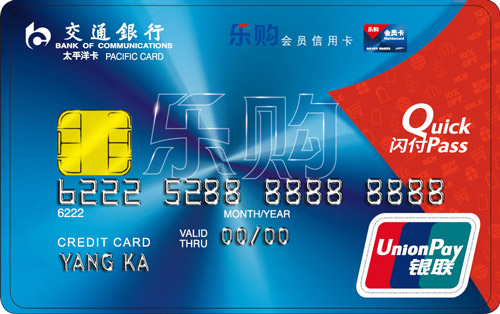 交通銀行
BANK OF COMMUNICATIONS
太平洋卡 PACIFIC CARD
乐购会员信用卡
乐购 会员卡
乐购
Quick
闪付Pass
6222 5288 8888 8888
6222
MONTH/YEAR
VALID THRU 00/00
CREDIT CARD
YANG KA
UnionPay
银联